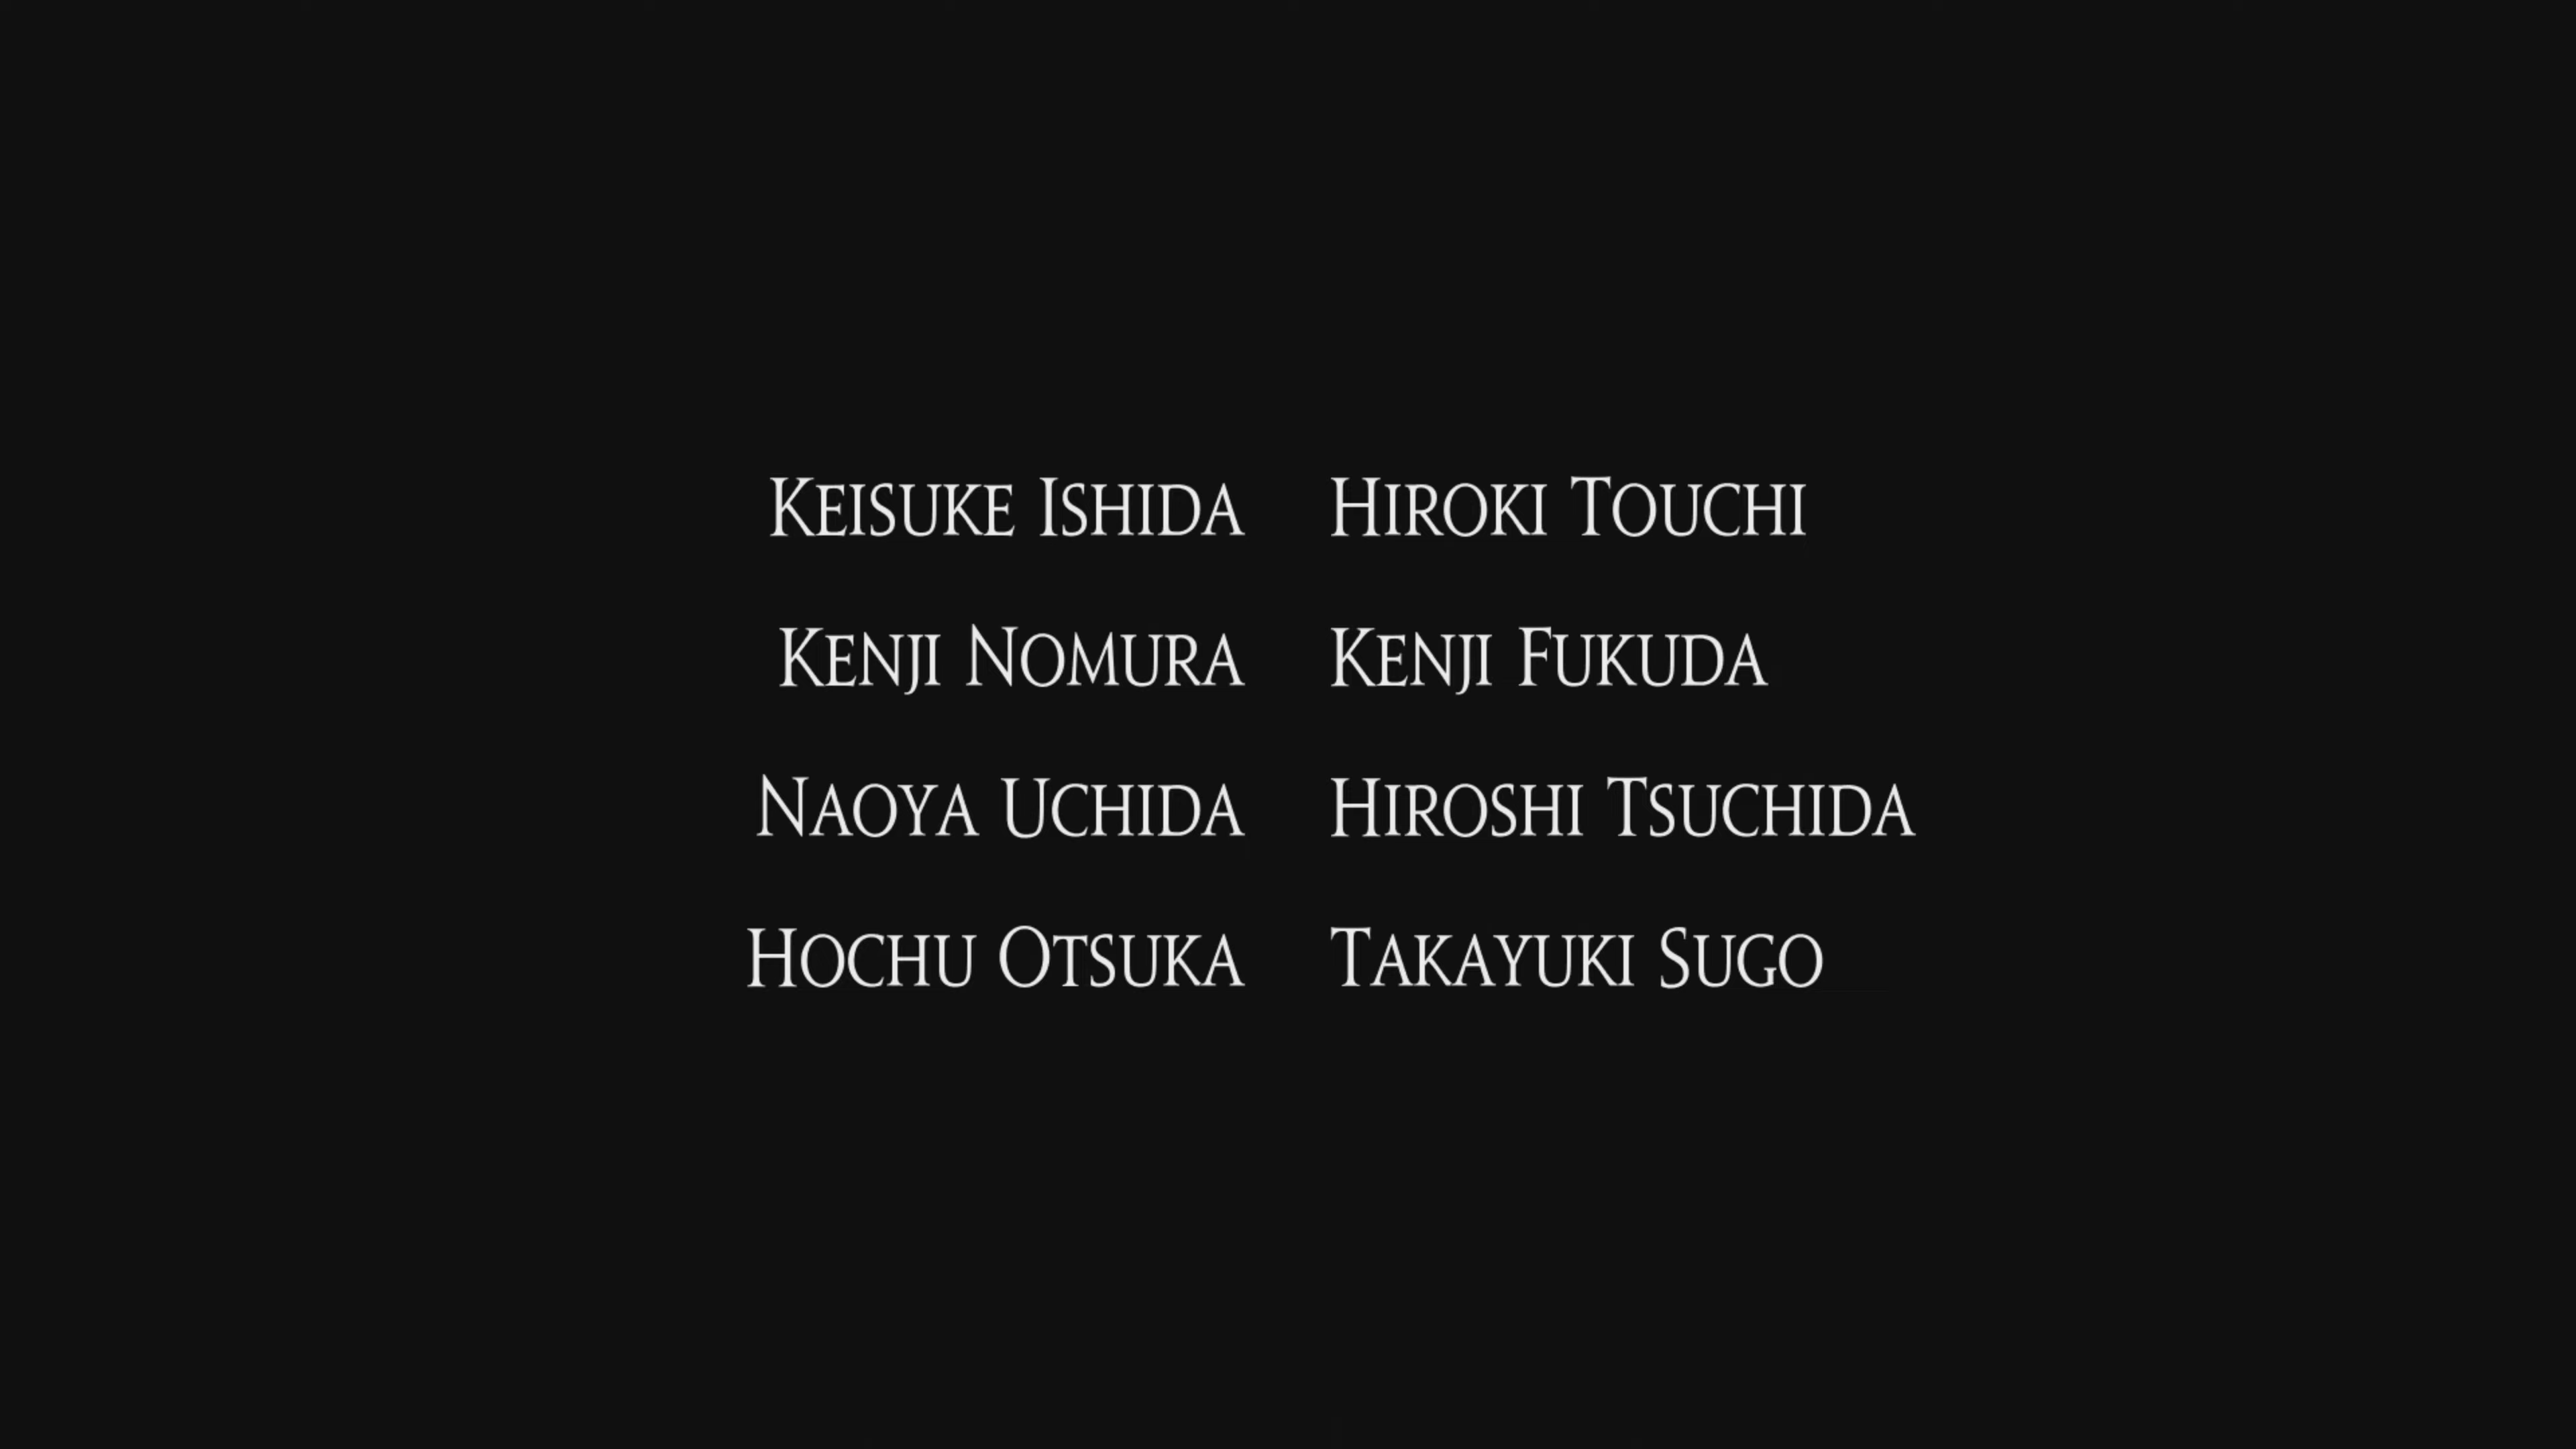 Keisuke Ishida Hiroki Touchi
Kenji Nomura Kenji Fukuda
Naoya Uchida Hiroshi Tsuchida
Hochu Otsuka Takayuki Sugo